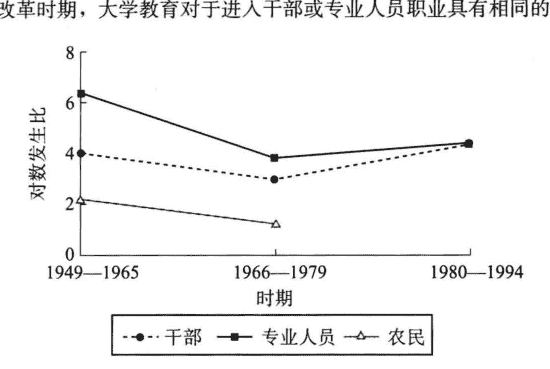 改革时期，大学教育对于进入干部或专业人员职业具有相同的
8
6
4
2
0
对数发生比
1949—1965
1966—1979
1980—1994
时期
干部
专业人员
农民